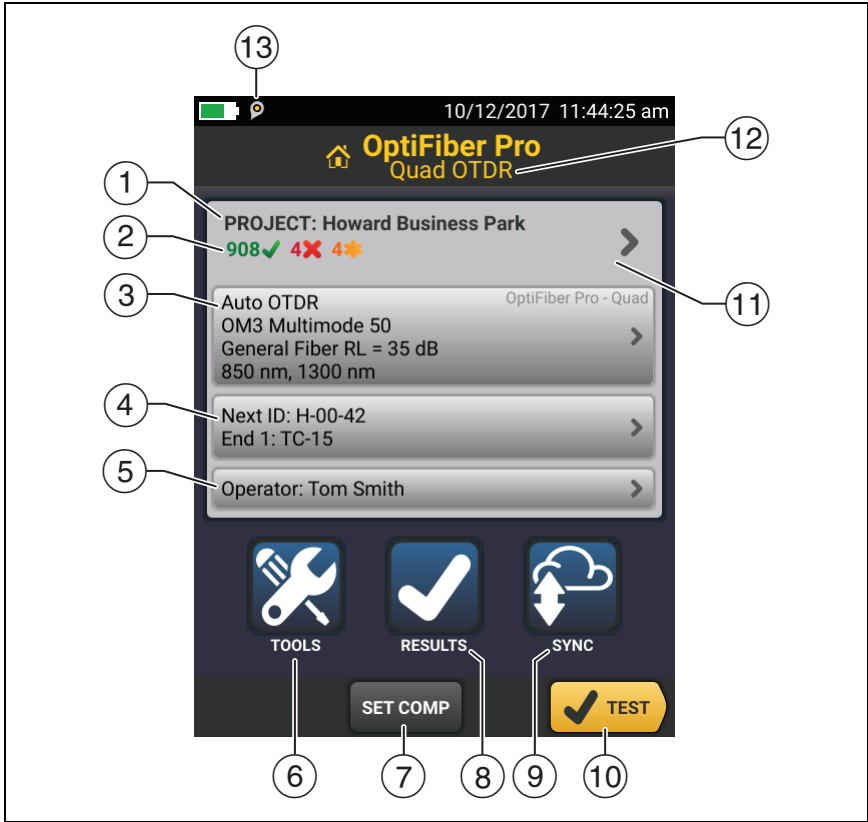 13
10/12/2017 11:44:25 am
OptiFiber Pro
Quad OTDR
12
1
PROJECT: Howard Business Park
2
908 4 4
11
3
Auto OTDR
OptiFiber Pro - Quad
OM3 Multimode 50
General Fiber RL = 35 dB
850 nm, 1300 nm
4
Next ID: H-00-42
End 1: TC-15
5
Operator: Tom Smith
TOOLS
RESULTS
SYNC
SET COMP
TEST
6
7
8
9
10